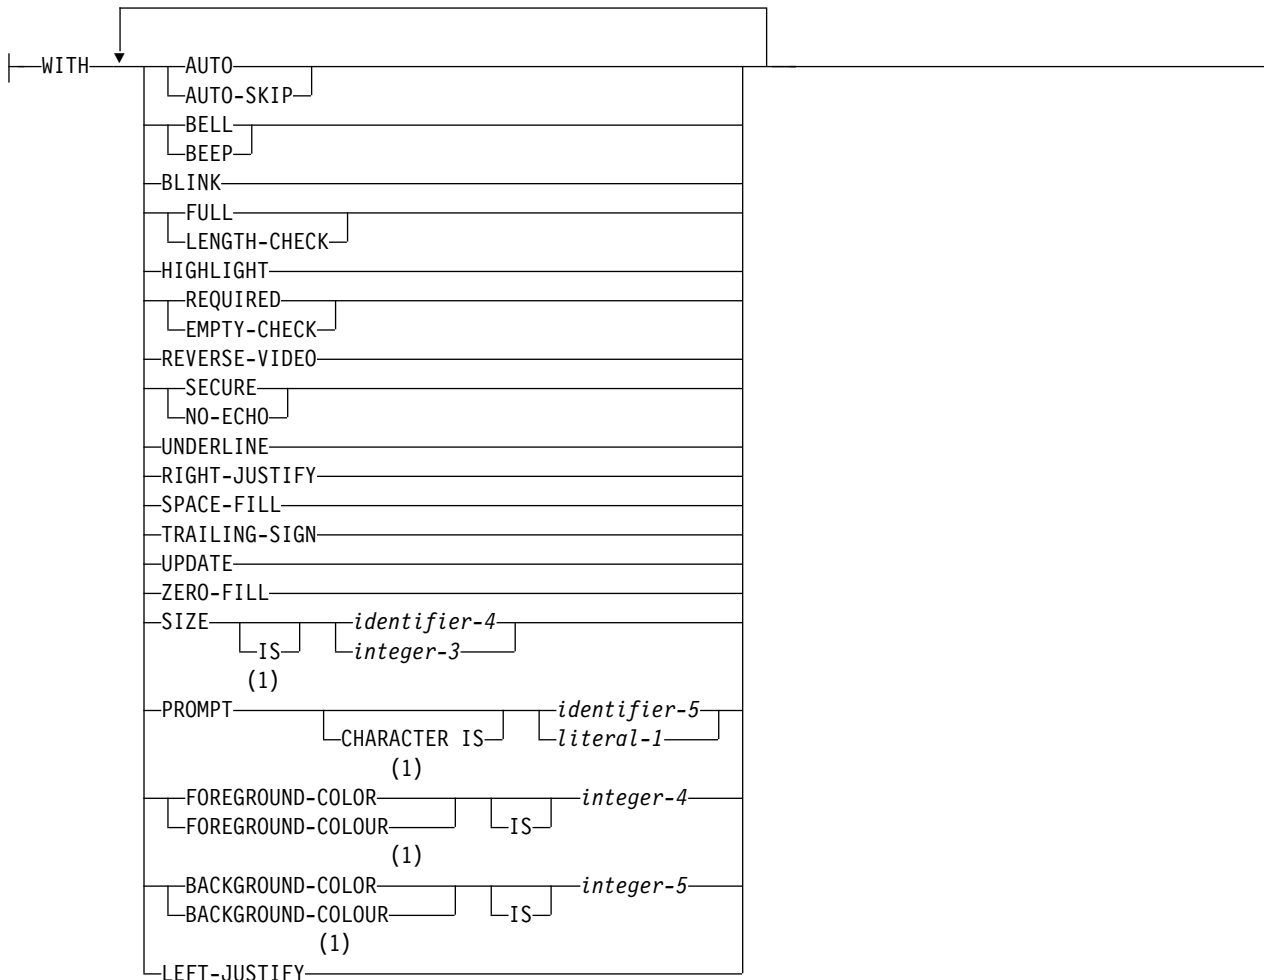 WITH AUTO
AUTO-SKIP
BELL
BEEP
BLINK
FULL
LENGTH-CHECK
HIGHLIGHT
REQUIRED
EMPTY-CHECK
REVERSE-VIDEO
SECURE
NO-ECHO
UNDERLINE
RIGHT-JUSTIFY
SPACE-FILL
TRAILING-SIGN
UPDATE
ZERO-FILL
SIZE identifier-4
IS integer-3
(1)
PROMPT identifier-5
CHARACTER IS literal-1
(1)
FOREGROUND-COLOR integer-4
FOREGROUND-COLOUR IS
(1)
BACKGROUND-COLOR integer-5
BACKGROUND-COLOUR IS
(1)
LEFT-JUSTIFY